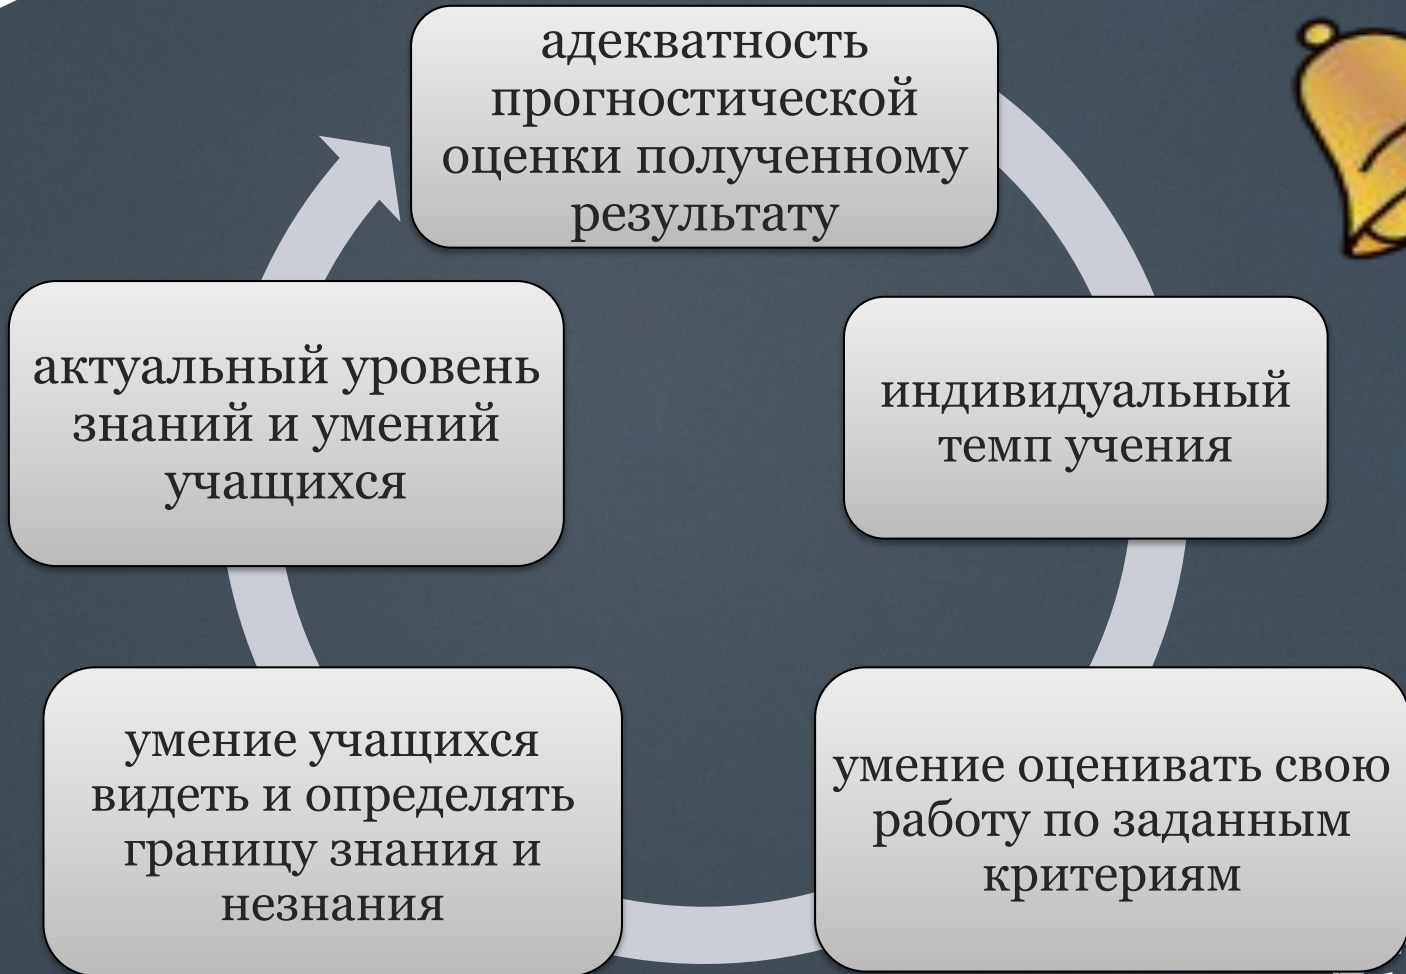 адекватность
прогностической
оценки полученному
результату
индивидуальный
темп учения
умение оценивать свою
работу по заданным
критериям
умение учащихся
видеть и определять
границу знания и
незнания
актуальный уровень
знаний и умений
учащихся